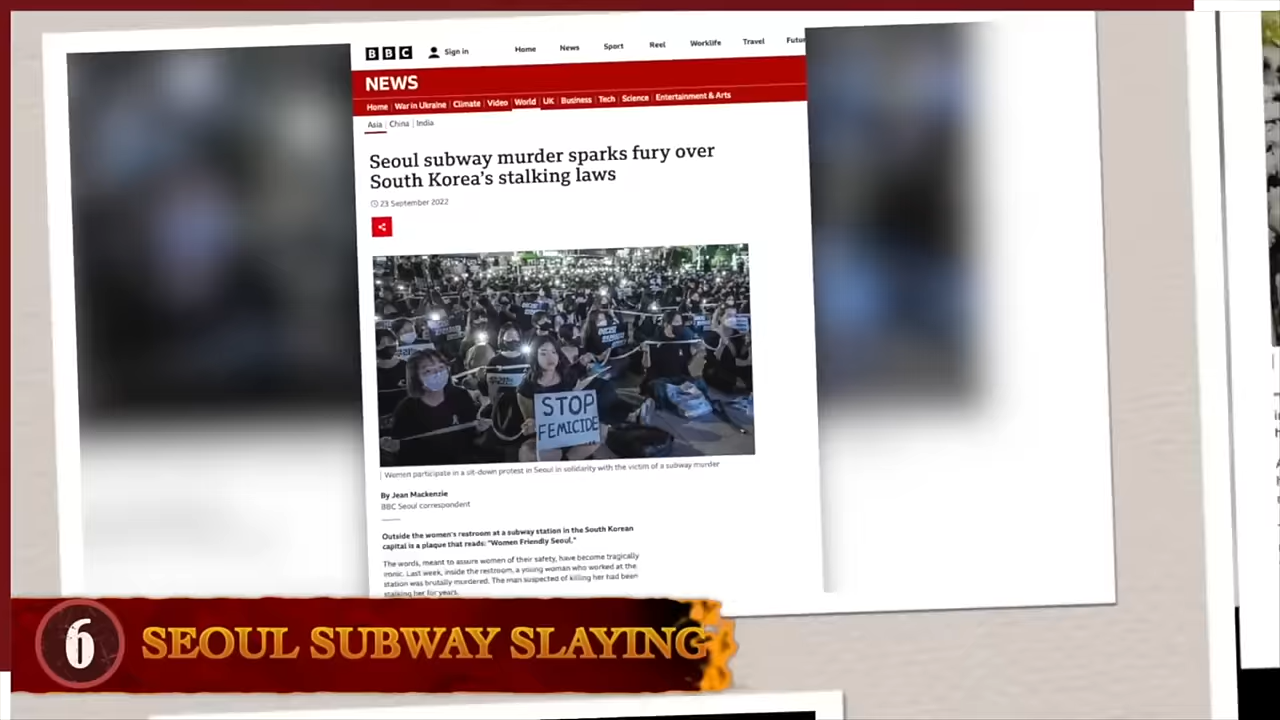 BBC Sign in Home News Sport Reel Worklife Travel
NEWS
Home War in Ukraine Climate Video World UK Business Tech Science Entertainment & Arts
Asia China India
Seoul subway murder sparks fury over
South Korea's stalking laws
23 September 2022
STOP
FEMICIDE
Women participate in a sit-down protest in Seoul in solidarity with the victim of a subway murder
By Jean Mackenzie
BBC Seoul correspondent
Outside the women's restroom at a subway station in the South Korean
capital is a plaque that reads: "Women Friendly Seoul."
The words, meant to assure women of their safety, have become tragically
ironic. Last week, inside the restroom, a young woman who worked at the
station was brutally murdered. The man suspected of killing her had been
stalking her for years.
6 SEOUL SUBWAY SLAYING